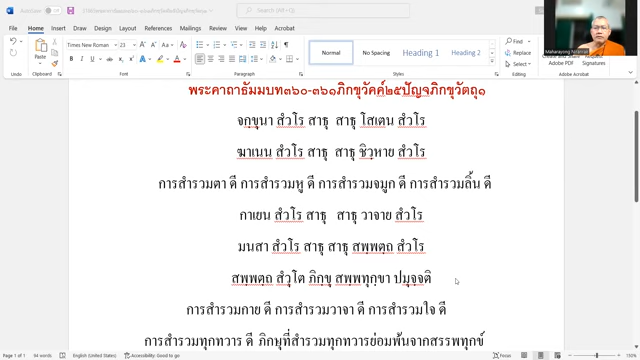 AutoSave
Search (Alt+Q)
Maharayong
File Home
Paste
Times New Roman 23
Normal
No Spacing
Heading 1
Heading 2
Replace
Select
Create and Share
Adobe PDF
Request
Signatures
Clipboard
Font
Paragraph
Styles
Editing
Adobe Acrobat
พระคาถาธัมมบท๓๖๐-๓๖๑ภิกขุวัคค์๒๕ปัญจภิกขุวัตถุ๑
จกฺขุนา สํวโร สาธุ สาธุ โสเตน สํวโร
ฆาเนน สํวโร สาธุ สาธุ ชิวฺหาย สํวโร
การสำรวมตา ดี การสำรวมหู ดี การสำรวมจมูก ดี การสำรวมลิ้น ดี
กาเยน สํวโร สาธุ สาธุ วาจาย สํวโร
มนสา สํวโร สาธุ สาธุ สพฺพตฺถ สํวโร
สพฺพตฺถ สํวุโต ภิกฺขุ สพฺพทุกฺขา ปมุจฺจติ
การสำรวมกาย ดี การสำรวมวาจา ดี การสำรวมใจ ดี
การสำรวมทุกทวาร ดี ภิกษุที่สำรวมทุกทวารย่อมพ้นจากสรรพทุกข์
Page 1 of 1 84 words English (United States) Accessibility: Good to go Focus